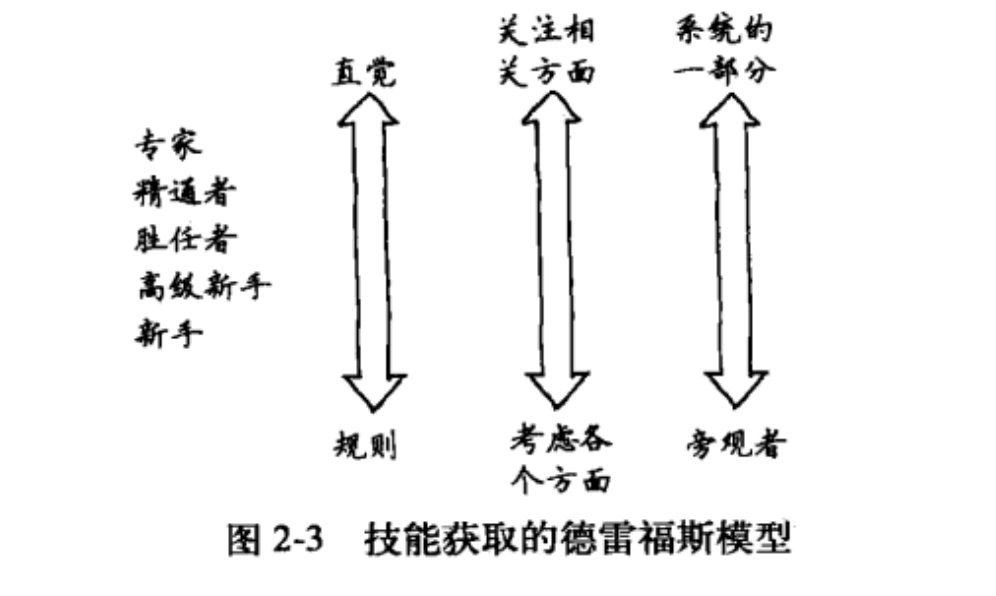 直觉
关注相
关方面
系统的
一部分
专家
精通者
胜任者
高级新手
新手
规则
考虑各
个方面
旁观者
图 2-3 技能获取的德雷福斯模型